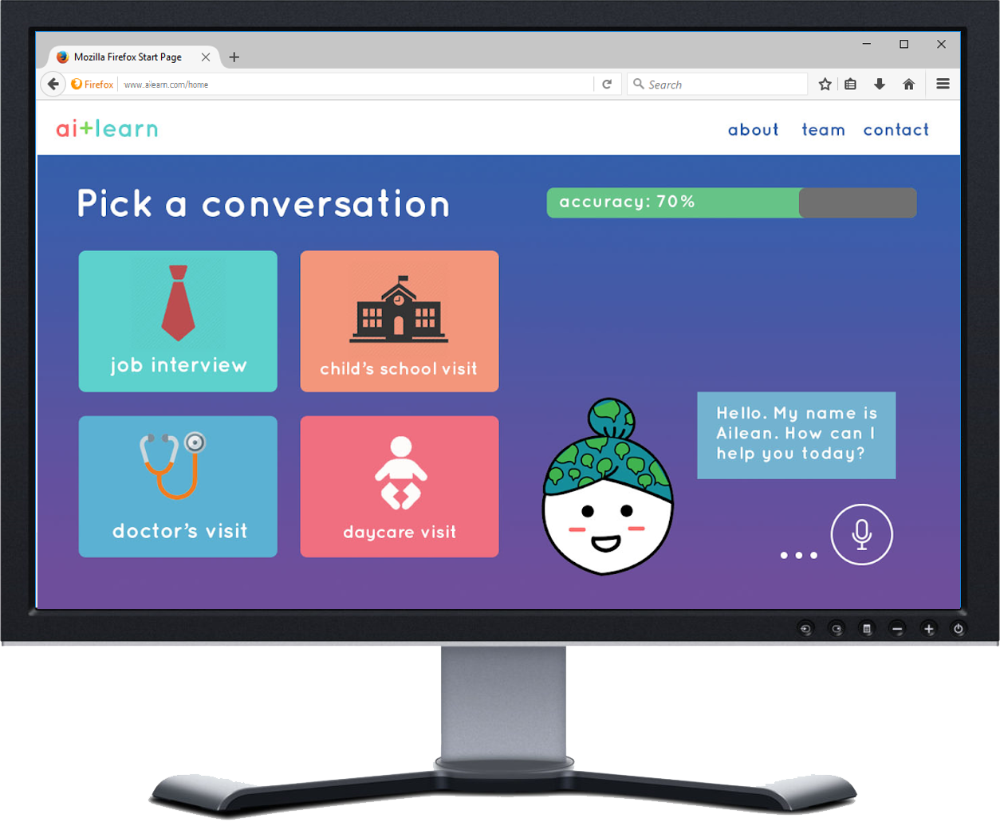 Mozilla Firefox Start Page
Firefox
www.ailearn.com/home
Search
ai+learn
about
team
contact
Pick a conversation
accuracy: 70%
job interview
child's school visit
doctor's visit
daycare visit
Hello. My name is
Ailean. How can I
help you today?